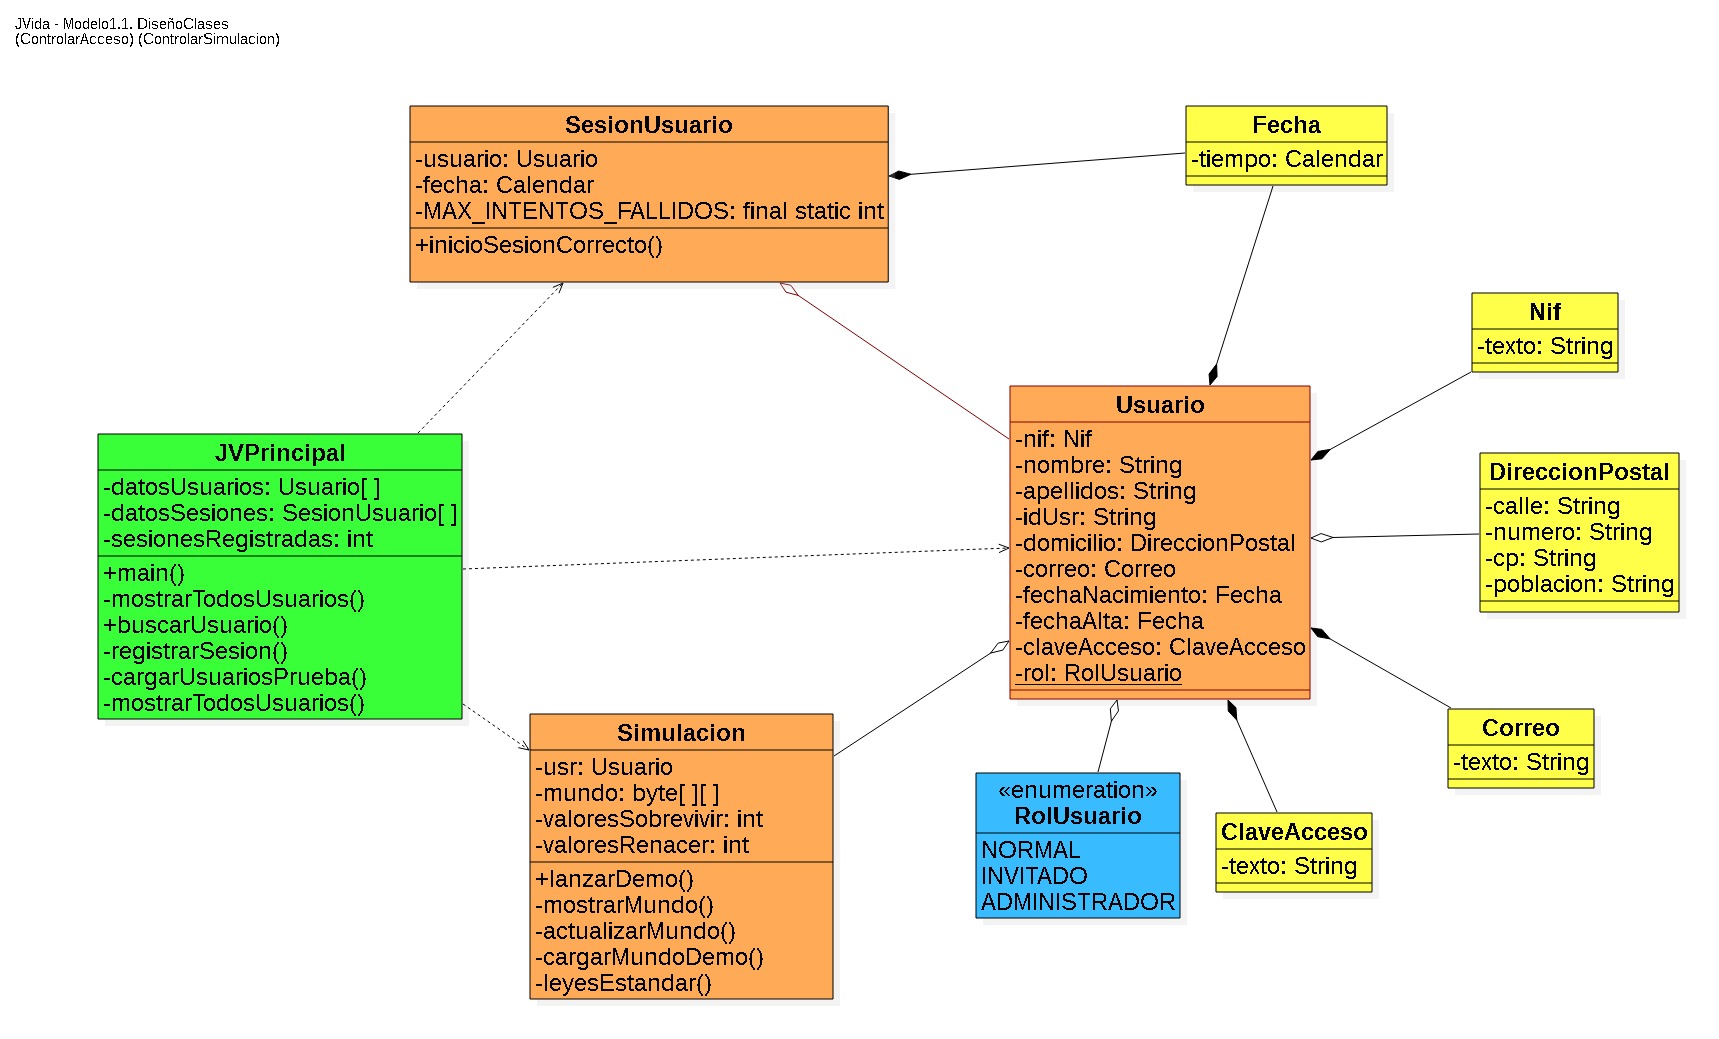 JVida - Modelo1.1. DiseñoClases
(ControlarAcceso) (ControlarSimulacion)
SesionUsuario
-usuario: Usuario
-fecha: Calendar
-MAX_INTENTOS_FALLIDOS: final static int
+inicioSesionCorrecto()
Fecha
-tiempo: Calendar
Nif
-texto: String
Usuario
-nif: Nif
-nombre: String
-apellidos: String
-idUsr: String
-domicilio: DireccionPostal
-correo: Correo
-fechaNacimiento: Fecha
-fechaAlta: Fecha
-claveAcceso: ClaveAcceso
-rol: RolUsuario
JVPrincipal
-datosUsuarios: Usuario[ ]
-datosSesiones: SesionUsuario[ ]
-sesionesRegistradas: int
+main()
-mostrarTodosUsuarios()
+buscarUsuario()
-registrarSesion()
-cargarUsuariosPrueba()
-mostrarTodosUsuarios()
DireccionPostal
-calle: String
-numero: String
-cp: String
-poblacion: String
Simulacion
-usr: Usuario
-mundo: byte[ ][ ]
-valoresSobrevivir: int
-valoresRenacer: int
+lanzarDemo()
-mostrarMundo()
-actualizarMundo()
-cargarMundoDemo()
-leyesEstandar()
«enumeration»
RolUsuario
NORMAL
INVITADO
ADMINISTRADOR
ClaveAcceso
-texto: String
Correo
-texto: String